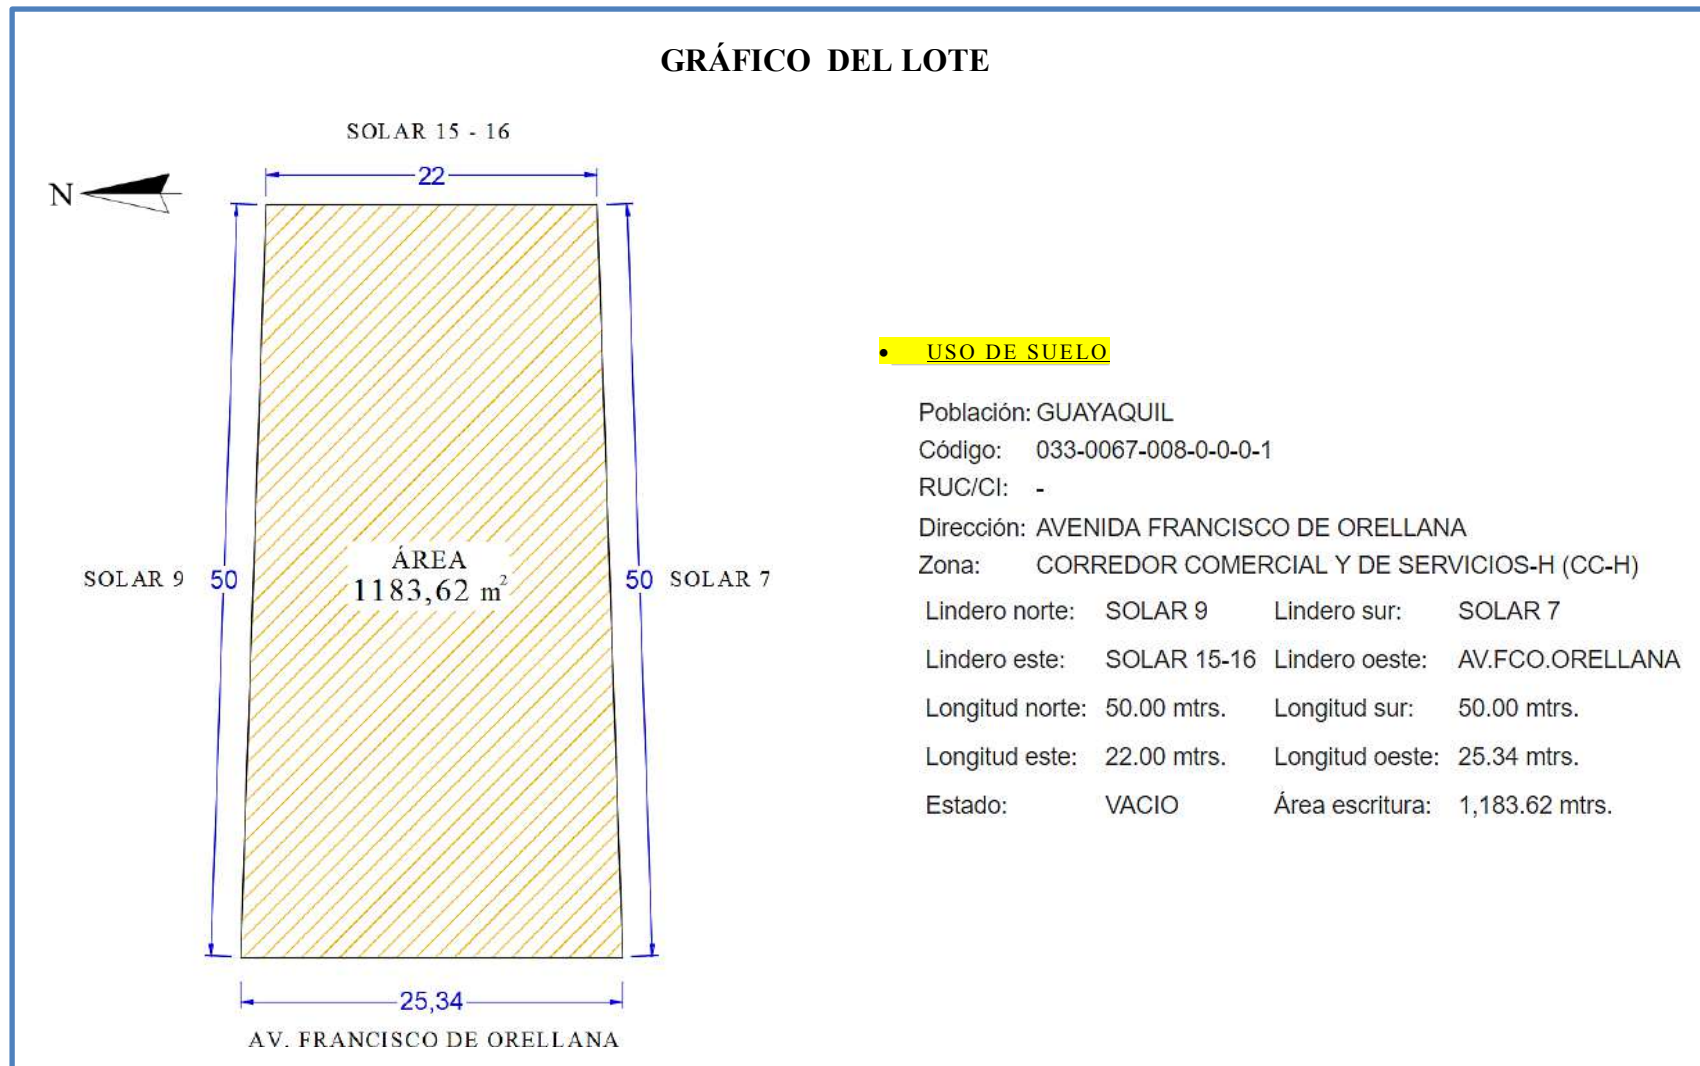 GRÁFICO DEL LOTE
SOLAR 15 - 16
22
N
SOLAR 9
50
ÁREA
1183,62 m²
50
SOLAR 7
25,34
AV. FRANCISCO DE ORELLANA
• USO DE SUELO
Población: GUAYAQUIL
Código: 033-0067-008-0-0-0-1
RUC/CI: -
Dirección: AVENIDA FRANCISCO DE ORELLANA
Zona: CORREDOR COMERCIAL Y DE SERVICIOS-H (CC-H)
Lindero norte: SOLAR 9 Lindero sur: SOLAR 7
Lindero este: SOLAR 15-16 Lindero oeste: AV.FCO.ORELLANA
Longitud norte: 50.00 mtrs. Longitud sur: 50.00 mtrs.
Longitud este: 22.00 mtrs. Longitud oeste: 25.34 mtrs.
Estado: VACIO Área escritura: 1,183.62 mtrs.